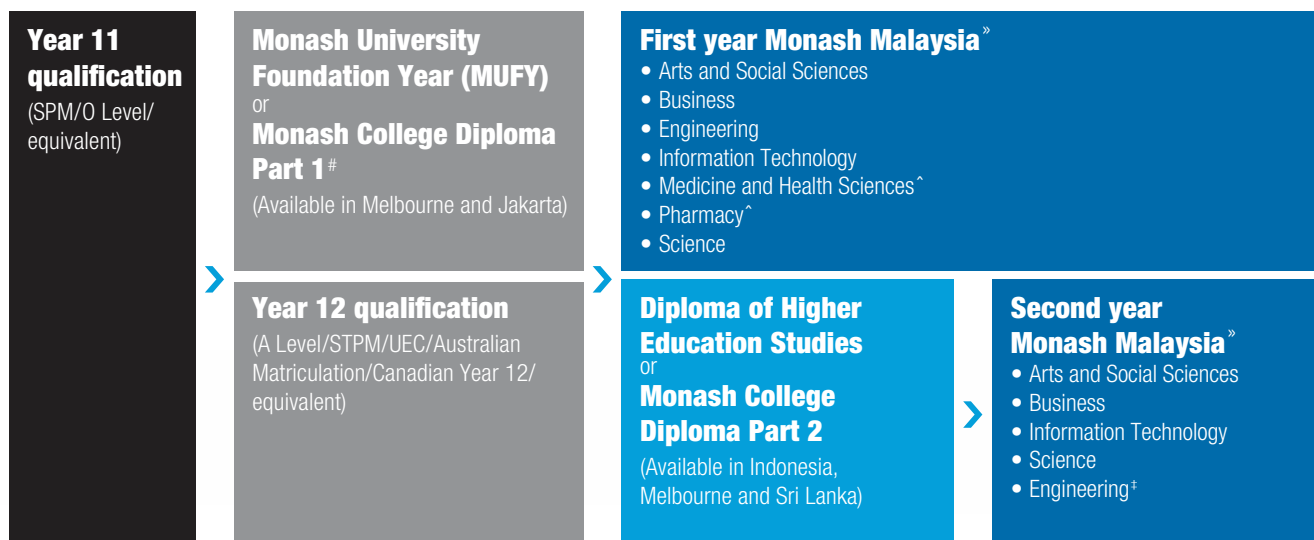 Year 11
qualification
(SPM/O Level/
equivalent)
Monash University
Foundation Year (MUFY)
or
Monash College Diploma
Part 1#
(Available in Melbourne and Jakarta)
Year 12 qualification
(A Level/STPM/UEC/Australian
Matriculation/Canadian Year 12/
equivalent)
First year Monash Malaysia»
• Arts and Social Sciences
• Business
• Engineering
• Information Technology
• Medicine and Health Sciences^
• Pharmacy^
• Science
Diploma of Higher
Education Studies
or
Monash College
Diploma Part 2
(Available in Indonesia,
Melbourne and Sri Lanka)
Second year
Monash Malaysia»
• Arts and Social Sciences
• Business
• Information Technology
• Science
• Engineering‡